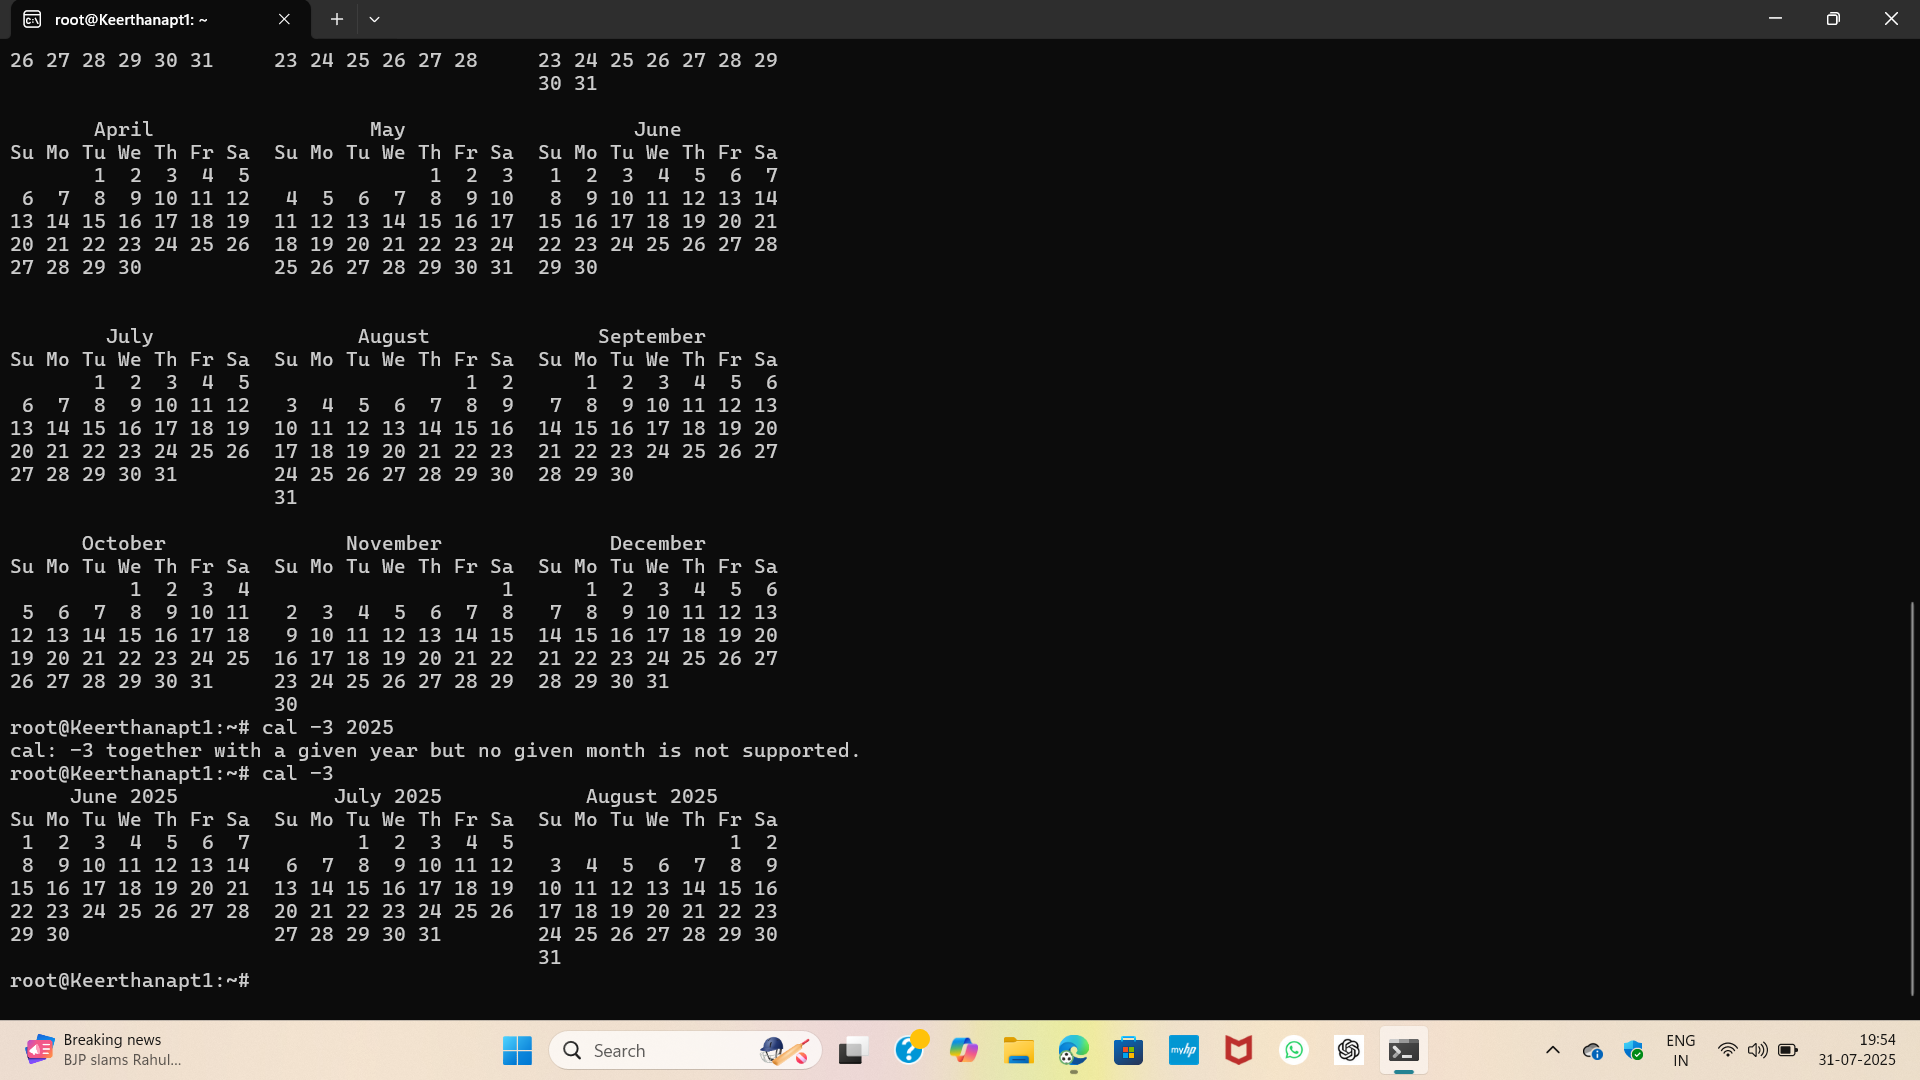 root@Keerthanapt1: ~
26 27 28 29 30 31     23 24 25 26 27 28     23 24 25 26 27 28 29
                                            30 31
       April                  May                   June
Su Mo Tu We Th Fr Sa  Su Mo Tu We Th Fr Sa  Su Mo Tu We Th Fr Sa
       1  2  3  4  5               1  2  3   1  2  3  4  5  6  7
 6  7  8  9 10 11 12   4  5  6  7  8  9 10   8  9 10 11 12 13 14
13 14 15 16 17 18 19  11 12 13 14 15 16 17  15 16 17 18 19 20 21
20 21 22 23 24 25 26  18 19 20 21 22 23 24  22 23 24 25 26 27 28
27 28 29 30           25 26 27 28 29 30 31  29 30
        July                 August              September
Su Mo Tu We Th Fr Sa  Su Mo Tu We Th Fr Sa  Su Mo Tu We Th Fr Sa
       1  2  3  4  5                  1  2      1  2  3  4  5  6
 6  7  8  9 10 11 12   3  4  5  6  7  8  9   7  8  9 10 11 12 13
13 14 15 16 17 18 19  10 11 12 13 14 15 16  14 15 16 17 18 19 20
20 21 22 23 24 25 26  17 18 19 20 21 22 23  21 22 23 24 25 26 27
27 28 29 30 31        24 25 26 27 28 29 30  28 29 30
                      31
      October               November              December
Su Mo Tu We Th Fr Sa  Su Mo Tu We Th Fr Sa  Su Mo Tu We Th Fr Sa
          1  2  3  4                     1      1  2  3  4  5  6
 5  6  7  8  9 10 11   2  3  4  5  6  7  8   7  8  9 10 11 12 13
12 13 14 15 16 17 18   9 10 11 12 13 14 15  14 15 16 17 18 19 20
19 20 21 22 23 24 25  16 17 18 19 20 21 22  21 22 23 24 25 26 27
26 27 28 29 30 31     23 24 25 26 27 28 29  28 29 30 31
                      30
root@Keerthanapt1:~# cal -3 2025
cal: -3 together with a given year but no given month is not supported.
root@Keerthanapt1:~# cal -3
     June 2025             July 2025            August 2025
Su Mo Tu We Th Fr Sa  Su Mo Tu We Th Fr Sa  Su Mo Tu We Th Fr Sa
 1  2  3  4  5  6  7         1  2  3  4  5                  1  2
 8  9 10 11 12 13 14   6  7  8  9 10 11 12   3  4  5  6  7  8  9
15 16 17 18 19 20 21  13 14 15 16 17 18 19  10 11 12 13 14 15 16
22 23 24 25 26 27 28  20 21 22 23 24 25 26  17 18 19 20 21 22 23
29 30                 27 28 29 30 31        24 25 26 27 28 29 30
                                            31
root@Keerthanapt1:~#
Breaking news
BJP slams Rahul...
Search
myhp
ENG
IN
19:54
31-07-2025